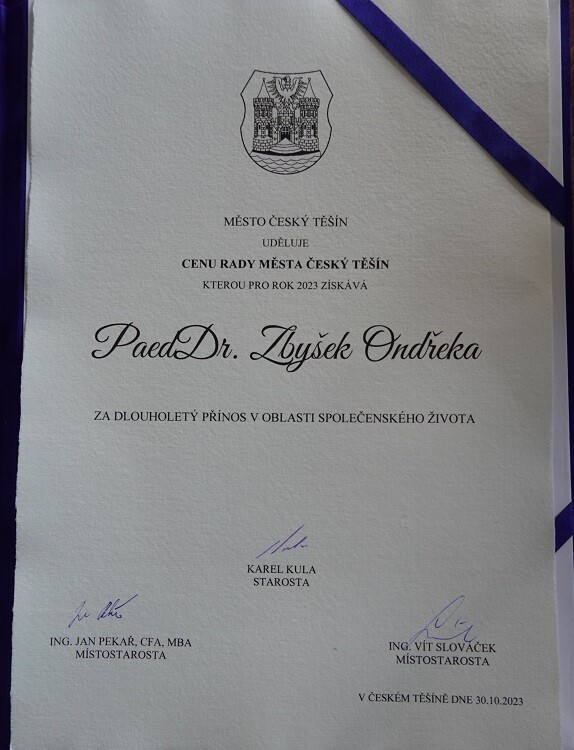 MĚSTO ČESKÝ TĚŠÍN
UDĚLUJE
CENU RADY MĚSTA ČESKÝ TĚŠÍN
KTEROU PRO ROK 2023 ZÍSKÁVÁ
PaedDr. Zbyšek Ondřeka
ZA DLOUHOLETÝ PŘÍNOS V OBLASTI SPOLEČENSKÉHO ŽIVOTA
KAREL KULA
STAROSTA
ING. JAN PEKAŘ, CFA, MBA
MÍSTOSTAROSTA
ING. VÍT SLOVÁČEK
MÍSTOSTAROSTA
V ČESKÉM TĚŠÍNĚ DNE 30.10.2023